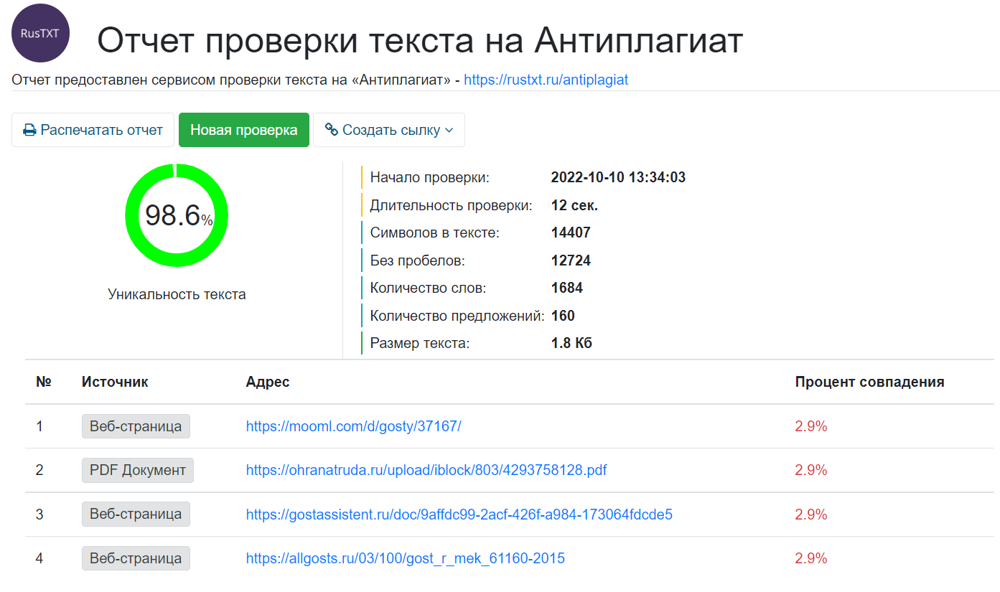 RusTXT
Отчет проверки текста на Антиплагиат
Отчет предоставлен сервисом проверки текста на «Антиплагиат» - https://rustxt.ru/antiplagiat
Распечатать отчет Новая проверка Создать сылку
98.6%
Уникальность текста
Начало проверки: 2022-10-10 13:34:03
Длительность проверки: 12 сек.
Символов в тексте: 14407
Без пробелов: 12724
Количество слов: 1684
Количество предложений: 160
Размер текста: 1.8 Кб
№ Источник Адрес Процент совпадения
1 Веб-страница https://mooml.com/d/gosty/37167/ 2.9%
2 PDF Документ https://ohranatruda.ru/upload/iblock/803/4293758128.pdf 2.9%
3 Веб-страница https://gostassistent.ru/doc/9affdc99-2acf-426f-a984-173064fdcde5 2.9%
4 Веб-страница https://allgosts.ru/03/100/gost_r_mek_61160-2015 2.9%